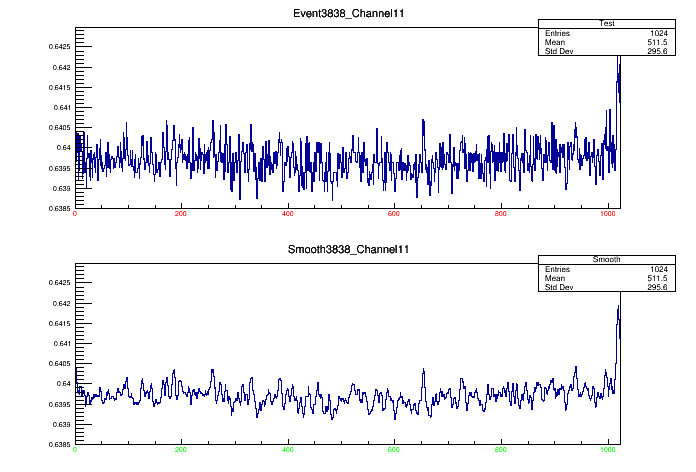 Event3838_Channel11
Test
Entries 1024
Mean 511.5
Std Dev 295.6
0.6425
0.642
0.6415
0.641
0.6405
0.64
0.6395
0.639
0.6385
0 200 400 600 800 1000
Smooth3838_Channel11
Smooth
Entries 1024
Mean 511.5
Std Dev 295.6
0.6425
0.642
0.6415
0.641
0.6405
0.64
0.6395
0.639
0.6385
0 200 400 600 800 1000